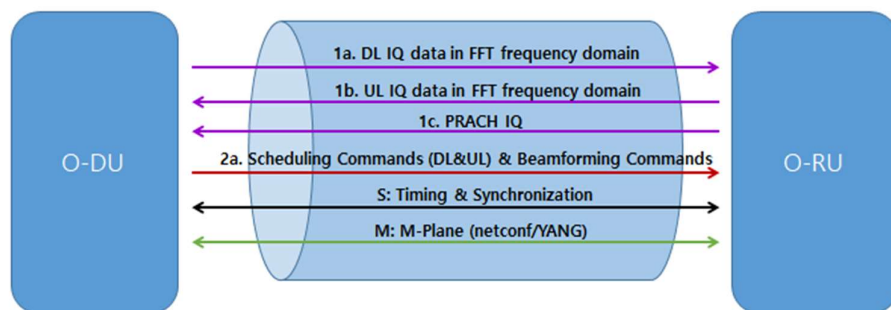 O-DU
1a. DL IQ data in FFT frequency domain
1b. UL IQ data in FFT frequency domain
1c. PRACH IQ
2a. Scheduling Commands (DL&UL) & Beamforming Commands
S: Timing & Synchronization
M: M-Plane (netconf/YANG)
O-RU